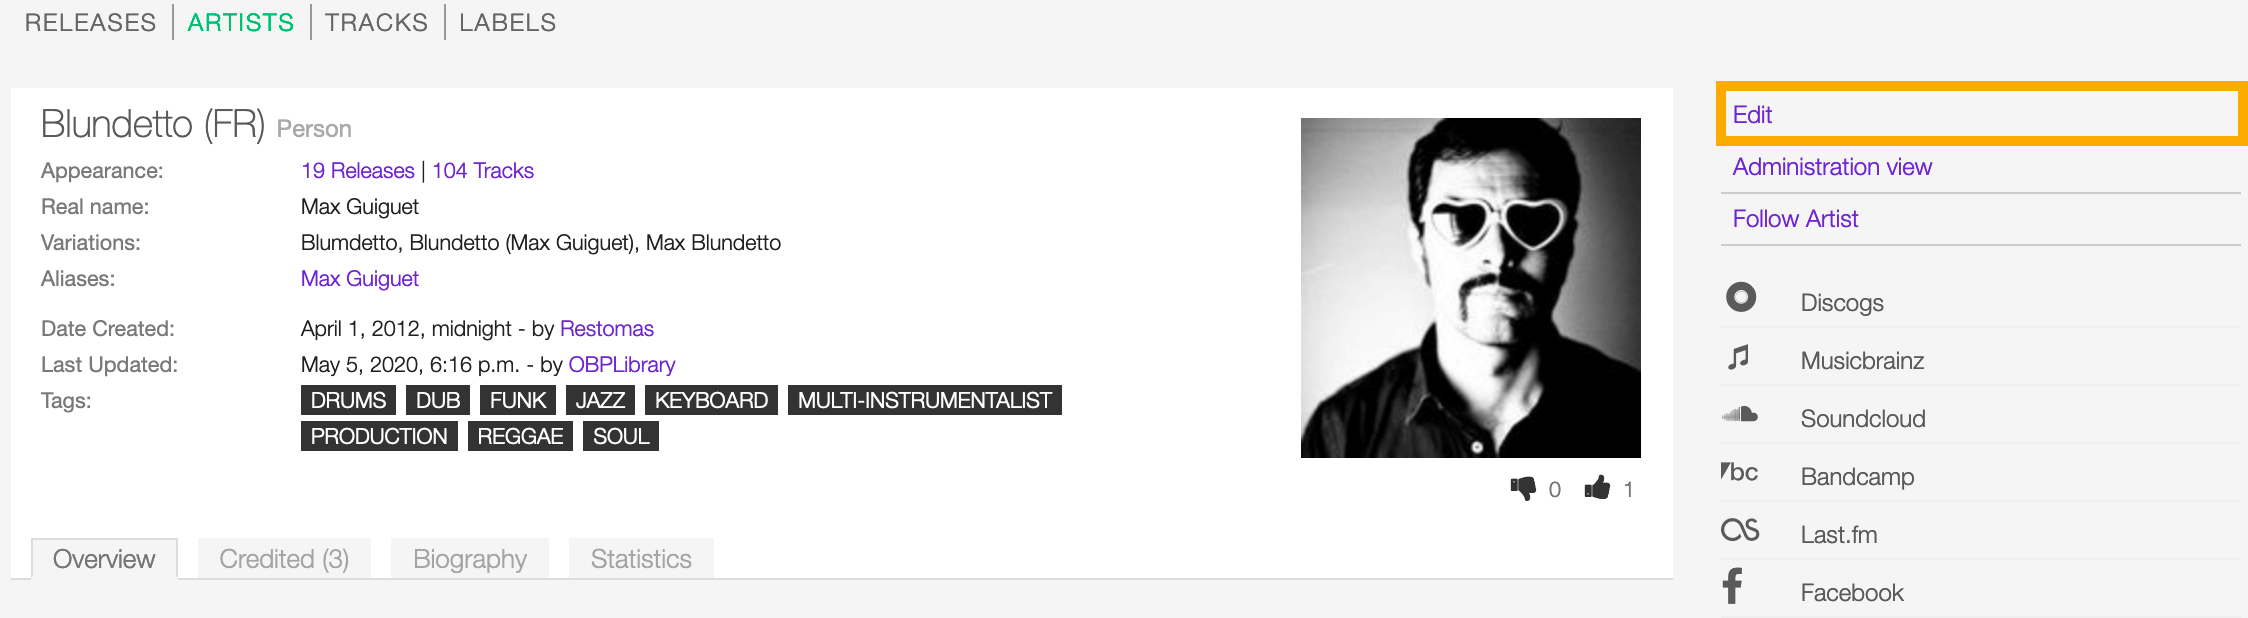 RELEASES | ARTISTS | TRACKS | LABELS
Blundetto (FR) Person
Appearance: 19 Releases | 104 Tracks
Real name: Max Guiguet
Variations: Blumdetto, Blundetto (Max Guiguet), Max Blundetto
Aliases: Max Guiguet
Date Created: April 1, 2012, midnight - by Restomas
Last Updated: May 5, 2020, 6:16 p.m. - by OBPLibrary
Tags: DRUMS DUB FUNK JAZZ KEYBOARD MULTI-INSTRUMENTALIST
PRODUCTION REGGAE SOUL
0 1
Overview Credited (3) Biography Statistics
Edit
Administration view
Follow Artist
Discogs
Musicbrainz
Soundcloud
bc Bandcamp
Last.fm
Facebook